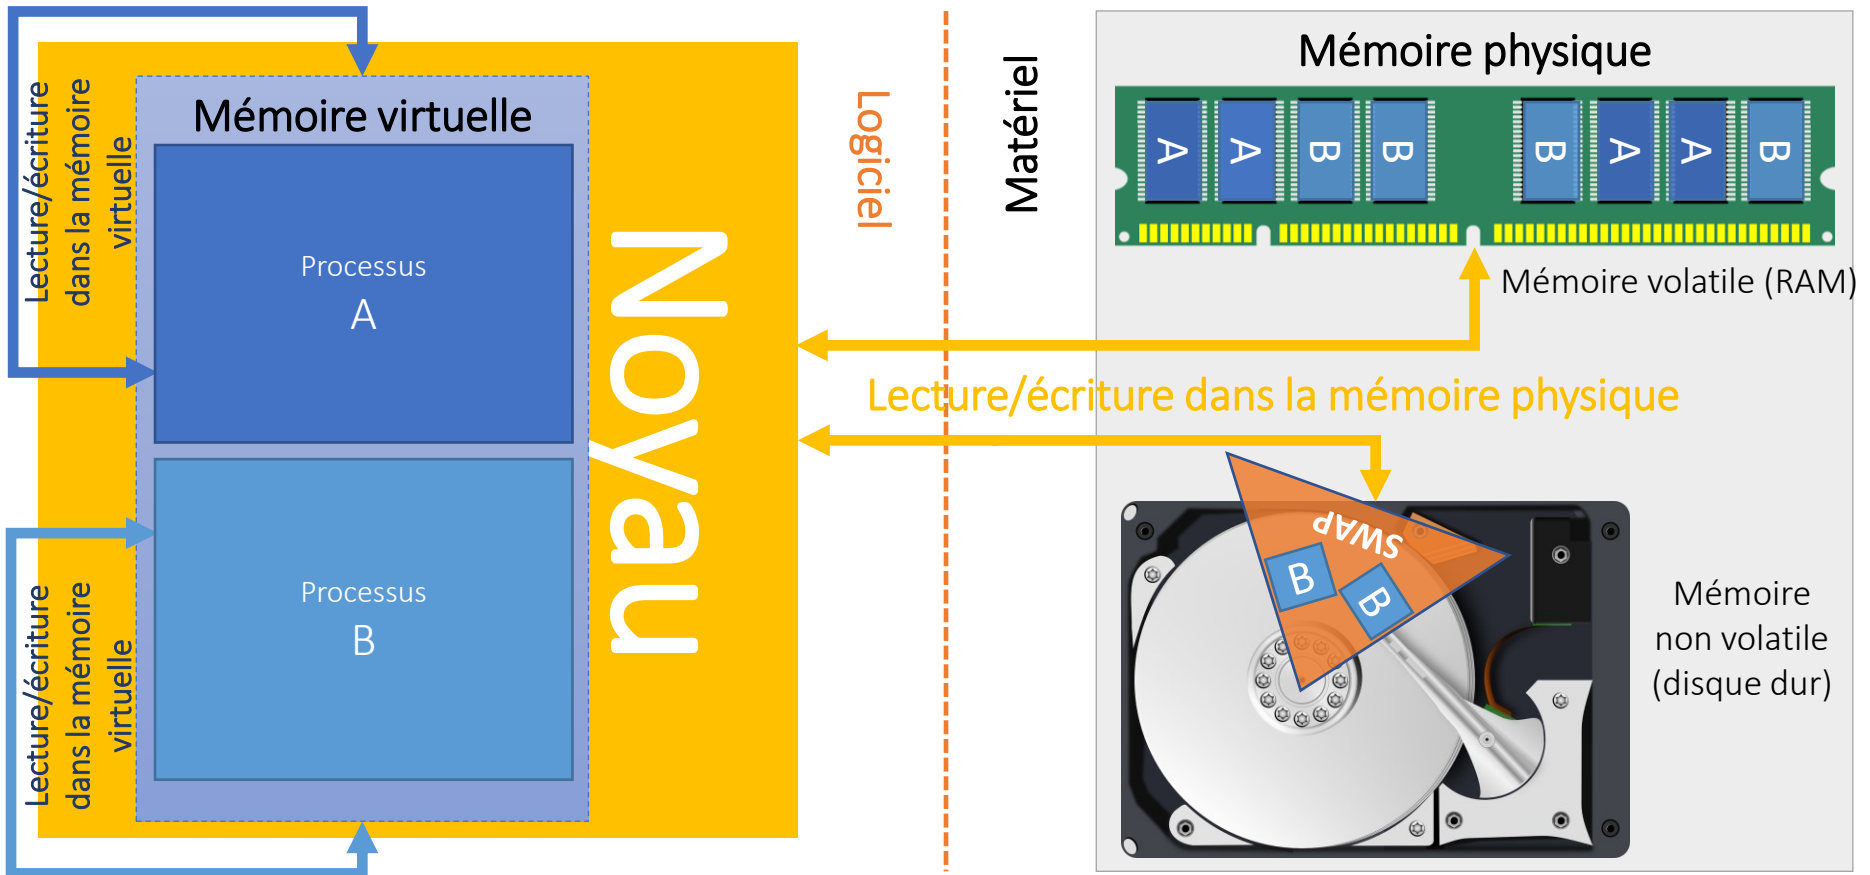 Lecture/écriture
dans la mémoire
virtuelle
Mémoire virtuelle
Processus
A
Processus
B
Lecture/écriture
dans la mémoire
virtuelle
Noyau
Logiciel
Matériel
Mémoire physique
A A B B B A A B
Mémoire volatile (RAM)
Lecture/écriture dans la mémoire physique
SWAP
B
B
Mémoire
non volatile
(disque dur)